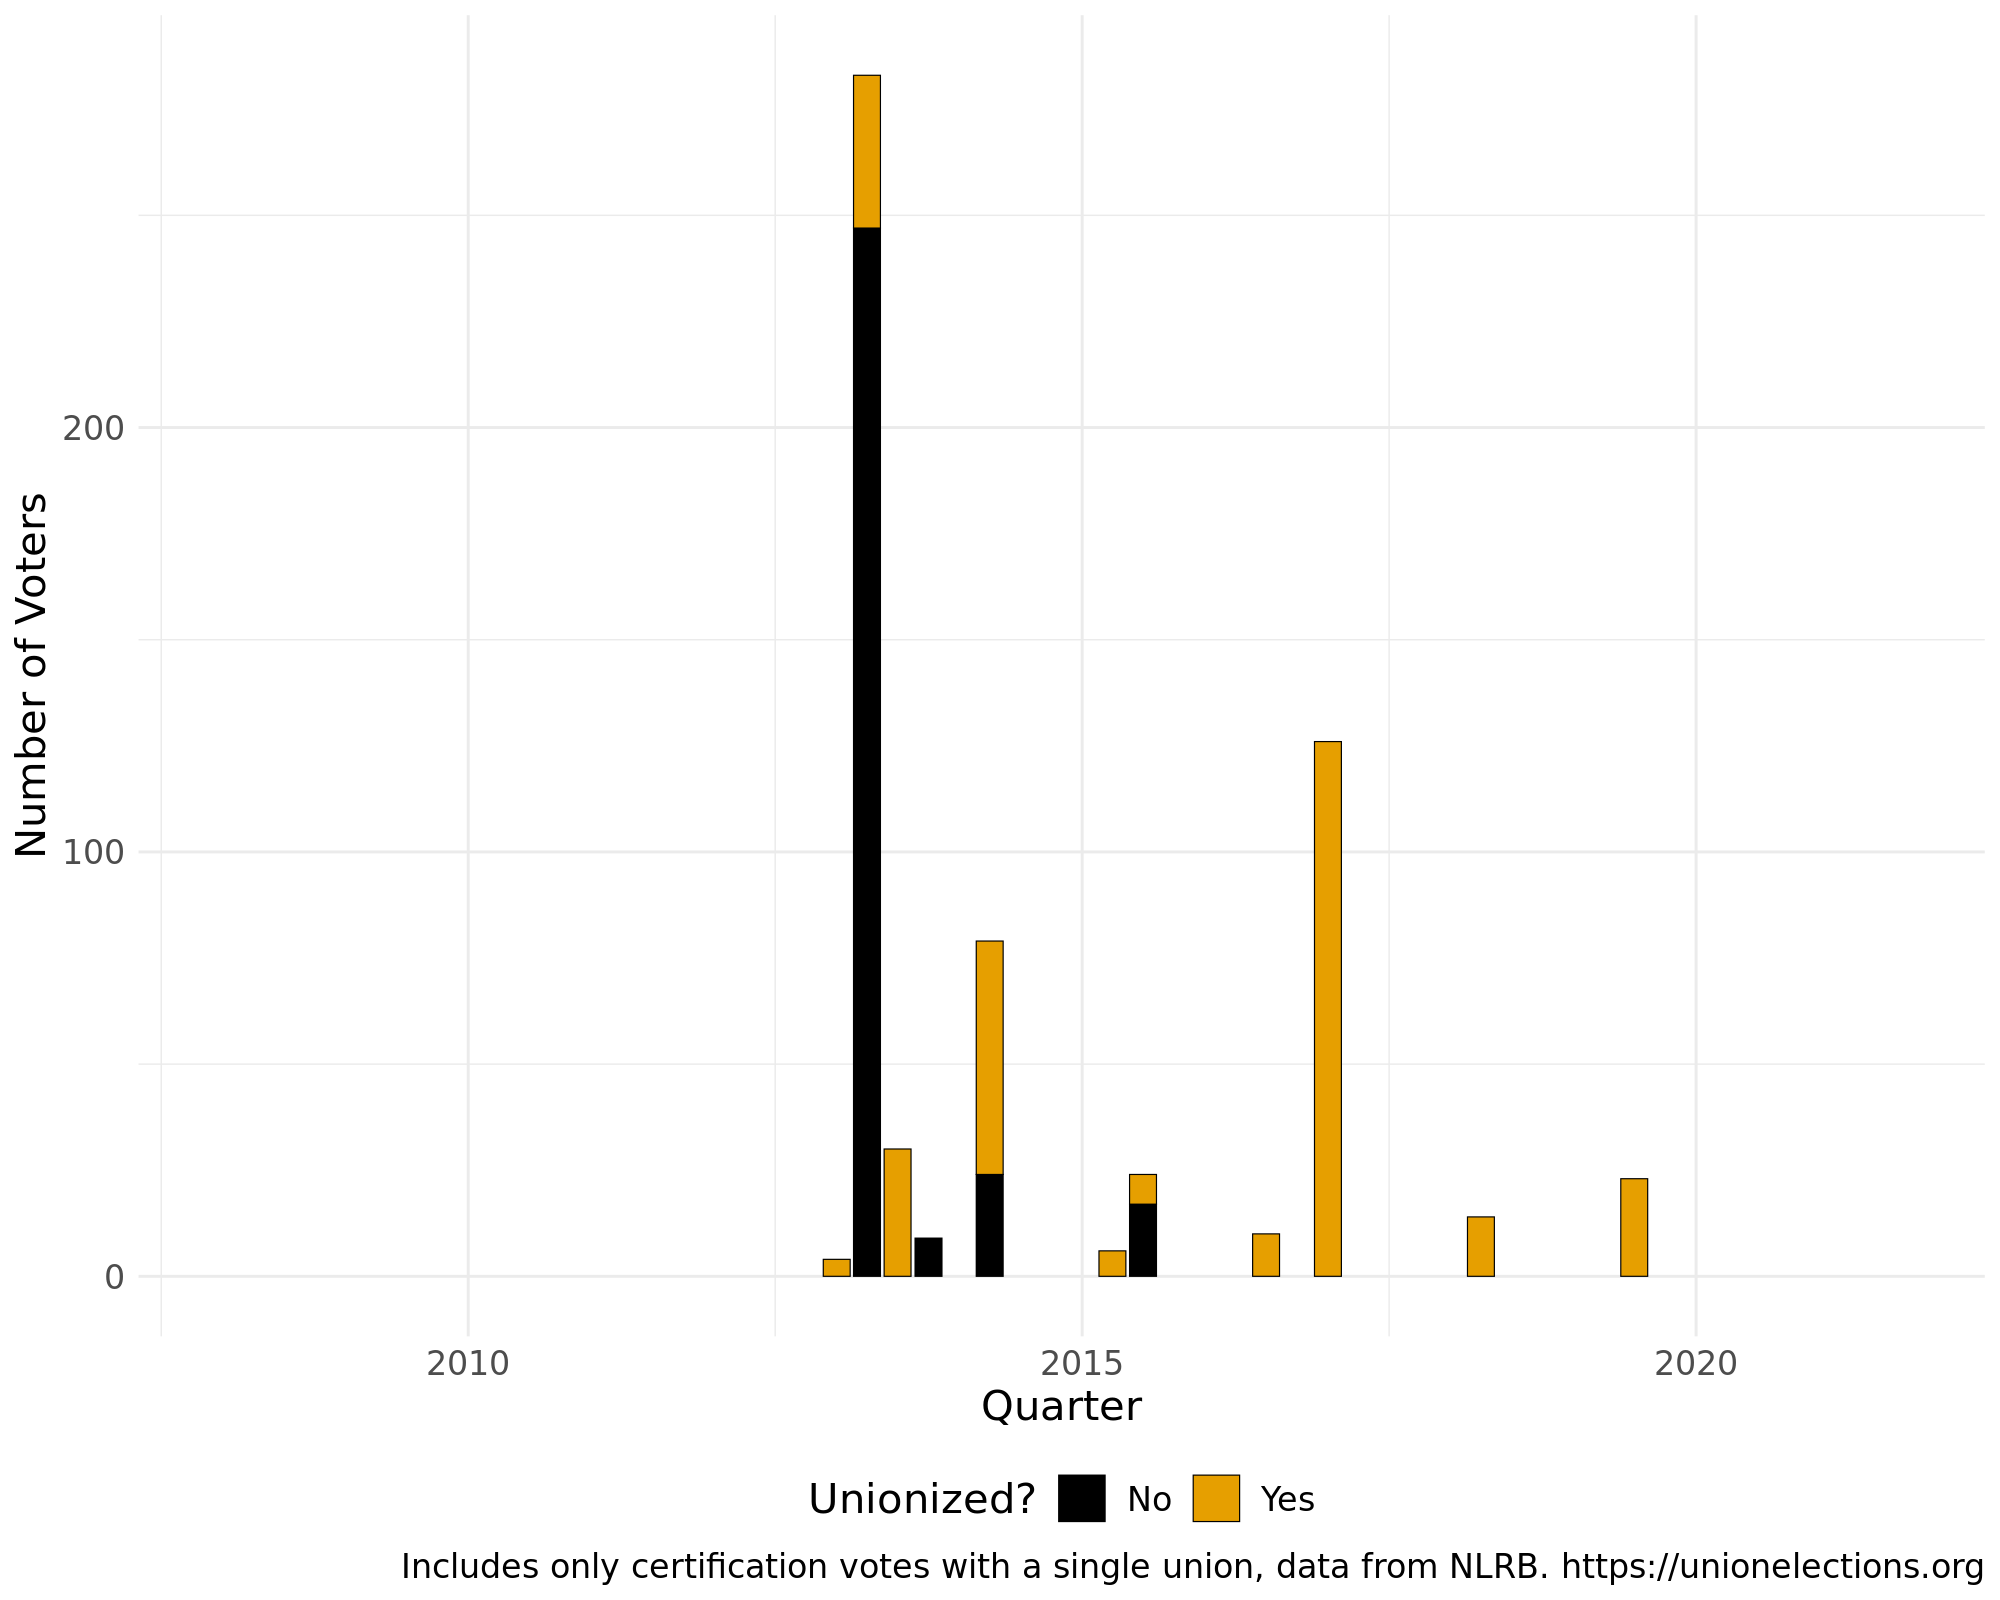 Number of Voters
200
100
0
2010 2015 2020
Quarter
Unionized? No Yes
Includes only certification votes with a single union, data from NLRB. https://unionelections.org